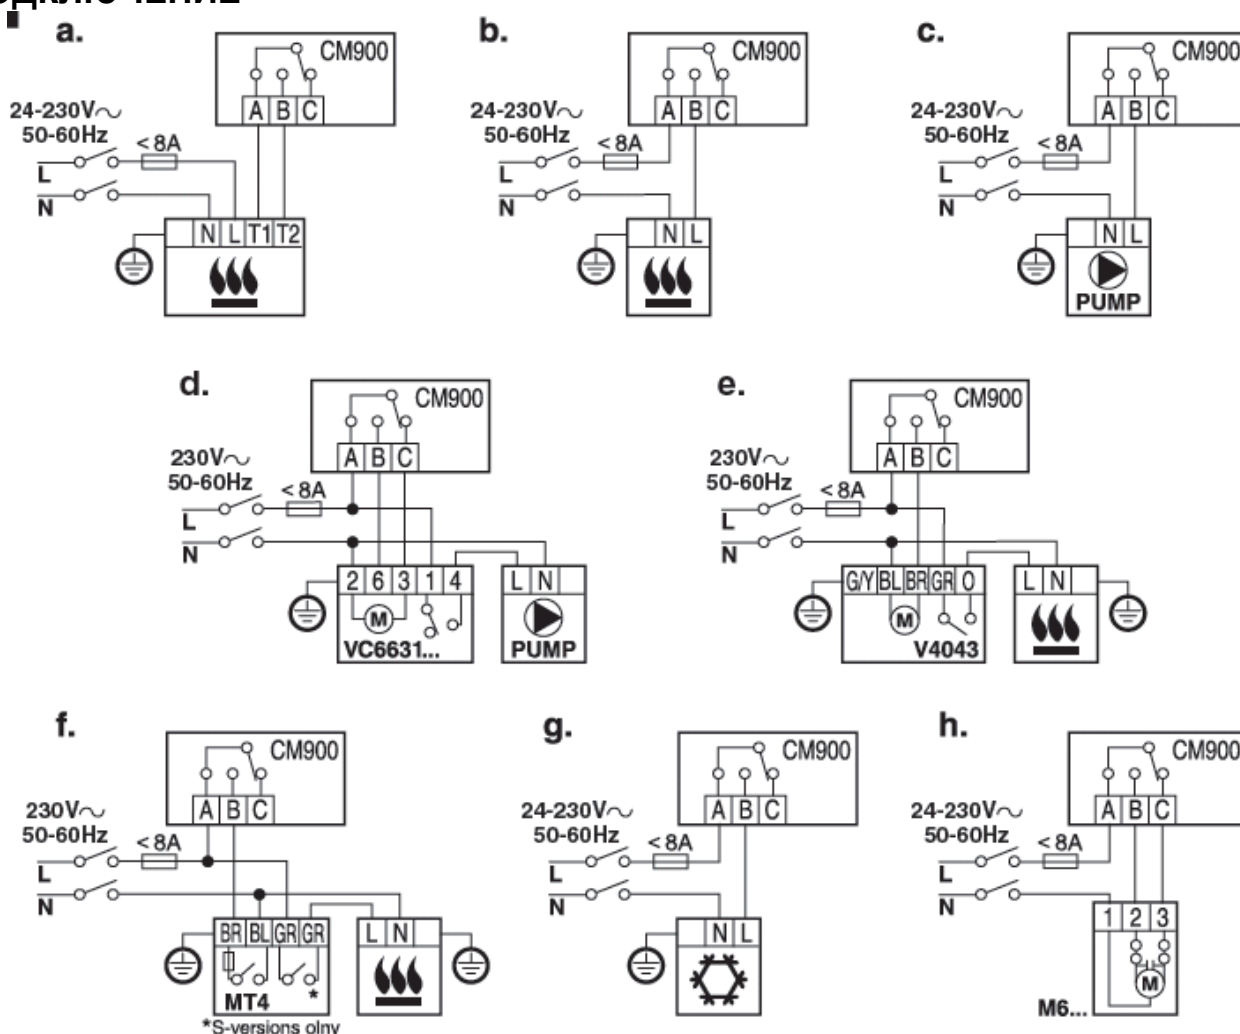 ПОДКЛЮЧЕНИЕ
a.
CM900
A B C
24-230V~
50-60Hz
< 8A
L
N
N L T1 T2
b.
CM900
A B C
24-230V~
50-60Hz
< 8A
L
N
N L
c.
CM900
A B C
24-230V~
50-60Hz
< 8A
L
N
N L
PUMP
d.
CM900
A B C
230V~
50-60Hz
< 8A
L
N
2 6 3 1 4
M
VC6631...
L N
PUMP
e.
CM900
A B C
230V~
50-60Hz
< 8A
L
N
G/Y BL BR GR O
M
V4043
L N
f.
CM900
A B C
230V~
50-60Hz
< 8A
L
N
BR BL GR GR
*
MT4
*S-versions olny
L N
g.
CM900
A B C
24-230V~
50-60Hz
< 8A
L
N
N L
h.
CM900
A B C
24-230V~
50-60Hz
< 8A
L
N
1 2 3
M
M6...